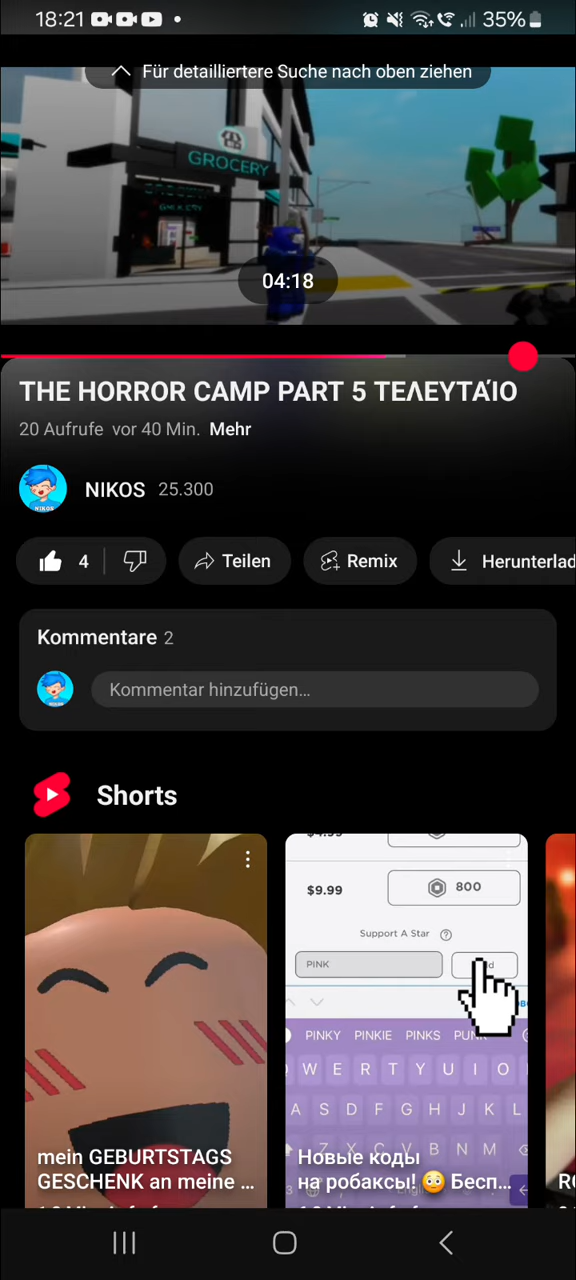 18:21
35%
Für detailliertere Suche nach oben ziehen
GROCERY
04:18
THE HORROR CAMP PART 5 ΤΕΛΕΥΤΑΊΟ
20 Aufrufe vor 40 Min. Mehr
NIKOS 25.300
4
Teilen
Remix
Herunterlad
Kommentare 2
NIKOS
Kommentar hinzufügen...
Shorts
$9.99
800
Support A Star
PINK
PINKY PINKIE PINKS
W E R T Y U I O
A S D F G H J K L
Z X C V B N M
mein GEBURTSTAGS
GESCHENK an meine ...
Новые коды
на робаксы! 😳 Бесп...